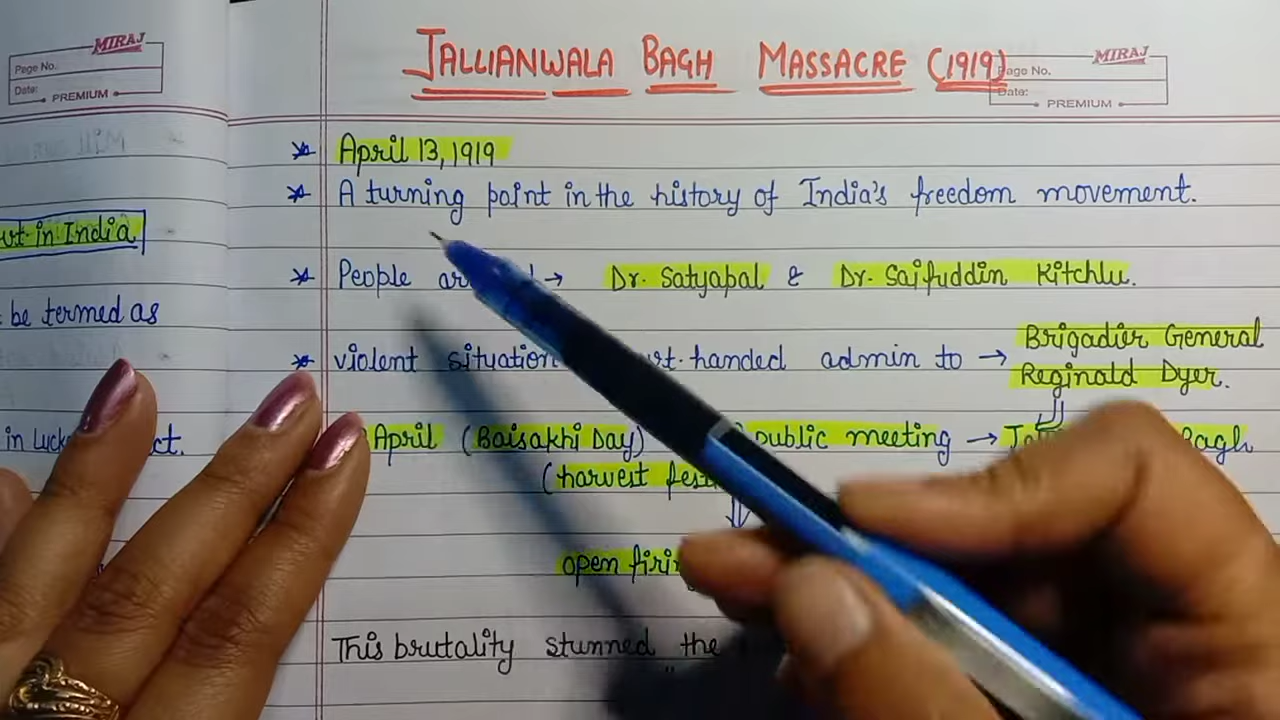 MIRAJ
Page No.
Date:
PREMIUM
JALLIANWALA BAGH MASSACRE (1919)
MIRAJ
Page No.
Date:
PREMIUM
April 13, 1919
A turning point in the history of India's freedom movement.
in India
People → Dr. Satyapal & Dr. Saifuddin Kitchlu.
be termed as
violent situation handed admin to → Brigadier General
Reginald Dyer.
in ct.
April (Baisakhi Day) public meeting → Bagh
(harvest
open
This brutality stunned the